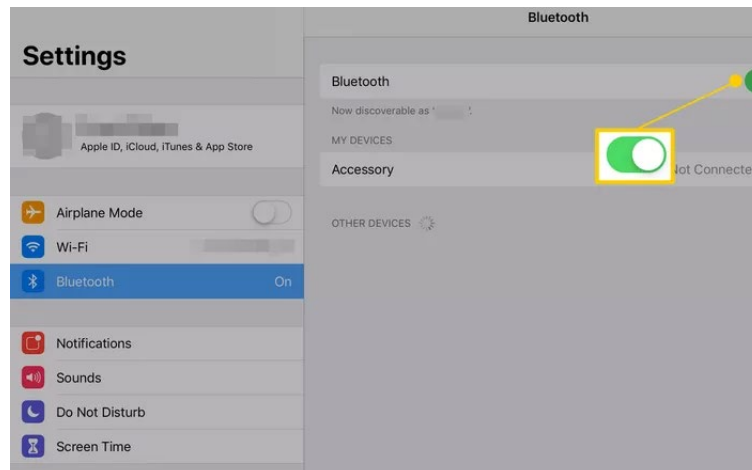 Bluetooth
Settings
Bluetooth
Now discoverable as ' '.
MY DEVICES
Accessory
Not Connecte
OTHER DEVICES
Apple ID, iCloud, iTunes & App Store
Airplane Mode
Wi-Fi
Bluetooth On
Notifications
Sounds
Do Not Disturb
Screen Time